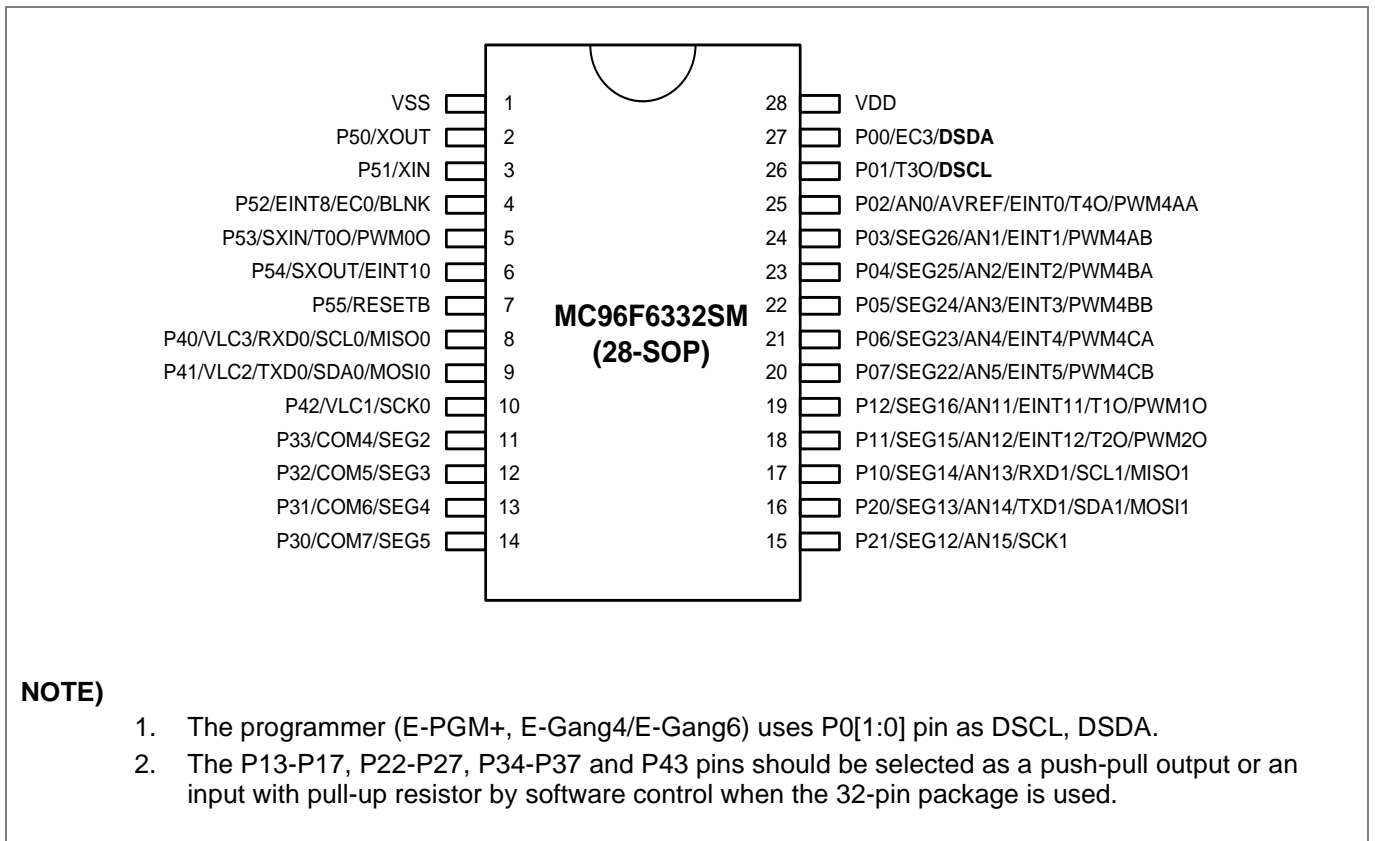 VSS 1 28 VDD
P50/XOUT 2 27 P00/EC3/DSDA
P51/XIN 3 26 P01/T3O/DSCL
P52/EINT8/EC0/BLNK 4 25 P02/AN0/AVREF/EINT0/T4O/PWM4AA
P53/SXIN/T0O/PWM0O 5 24 P03/SEG26/AN1/EINT1/PWM4AB
P54/SXOUT/EINT10 6 23 P04/SEG25/AN2/EINT2/PWM4BA
P55/RESETB 7 22 P05/SEG24/AN3/EINT3/PWM4BB
MC96F6332SM
(28-SOP)
P40/VLC3/RXD0/SCL0/MISO0 8 21 P06/SEG23/AN4/EINT4/PWM4CA
P41/VLC2/TXD0/SDA0/MOSI0 9 20 P07/SEG22/AN5/EINT5/PWM4CB
P42/VLC1/SCK0 10 19 P12/SEG16/AN11/EINT11/T1O/PWM1O
P33/COM4/SEG2 11 18 P11/SEG15/AN12/EINT12/T2O/PWM2O
P32/COM5/SEG3 12 17 P10/SEG14/AN13/RXD1/SCL1/MISO1
P31/COM6/SEG4 13 16 P20/SEG13/AN14/TXD1/SDA1/MOSI1
P30/COM7/SEG5 14 15 P21/SEG12/AN15/SCK1
NOTE)
1. The programmer (E-PGM+, E-Gang4/E-Gang6) uses P0[1:0] pin as DSCL, DSDA.
2. The P13-P17, P22-P27, P34-P37 and P43 pins should be selected as a push-pull output or an
input with pull-up resistor by software control when the 32-pin package is used.